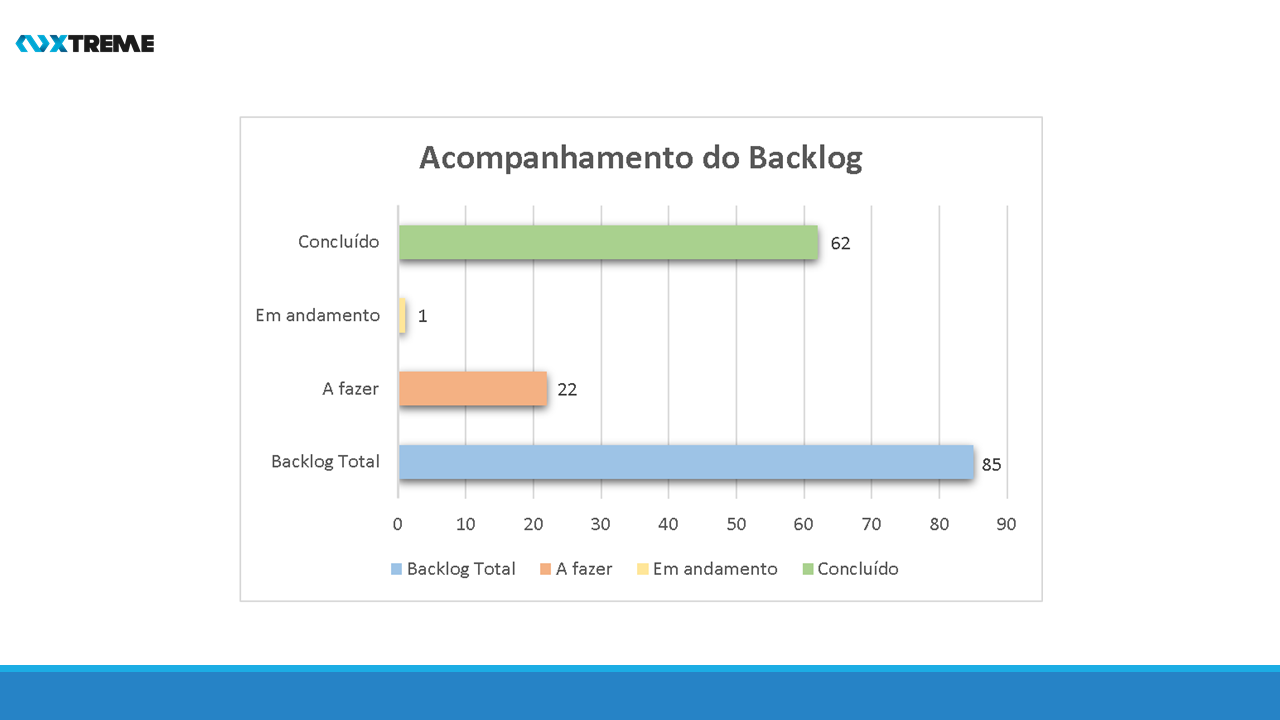 XTREME
Acompanhamento do Backlog
Concluído 62
Em andamento 1
A fazer 22
Backlog Total 85
0 10 20 30 40 50 60 70 80 90
Backlog Total A fazer Em andamento Concluído